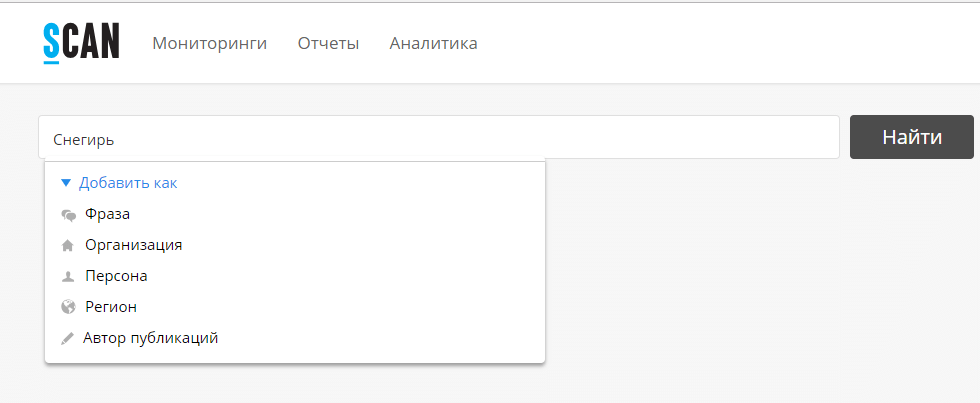 SCAN Мониторинги Отчеты Аналитика
Снегирь Найти
Добавить как
Фраза
Организация
Персона
Регион
Автор публикаций